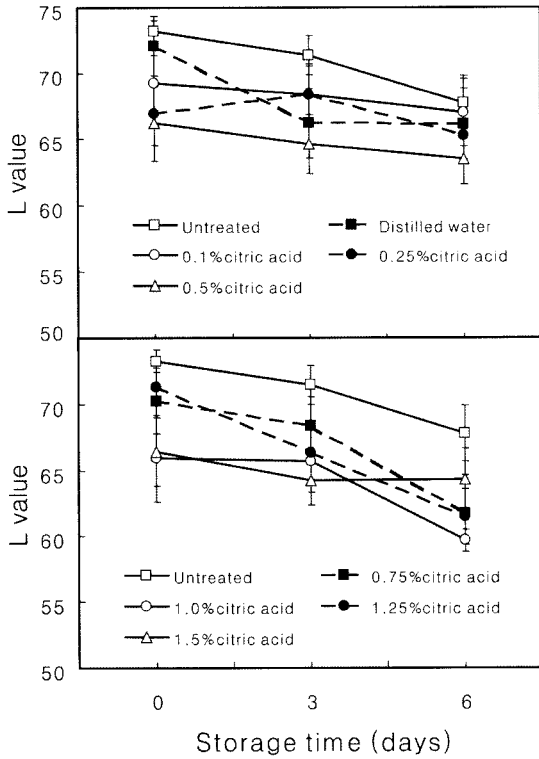 75
70
65
60
55
50
L value
Untreated
Distilled water
0.1%citric acid
0.25%citric acid
0.5%citric acid
70
65
60
55
50
L value
Untreated
0.75%citric acid
1.0%citric acid
1.25%citric acid
1.5%citric acid
0 3 6
Storage time (days)